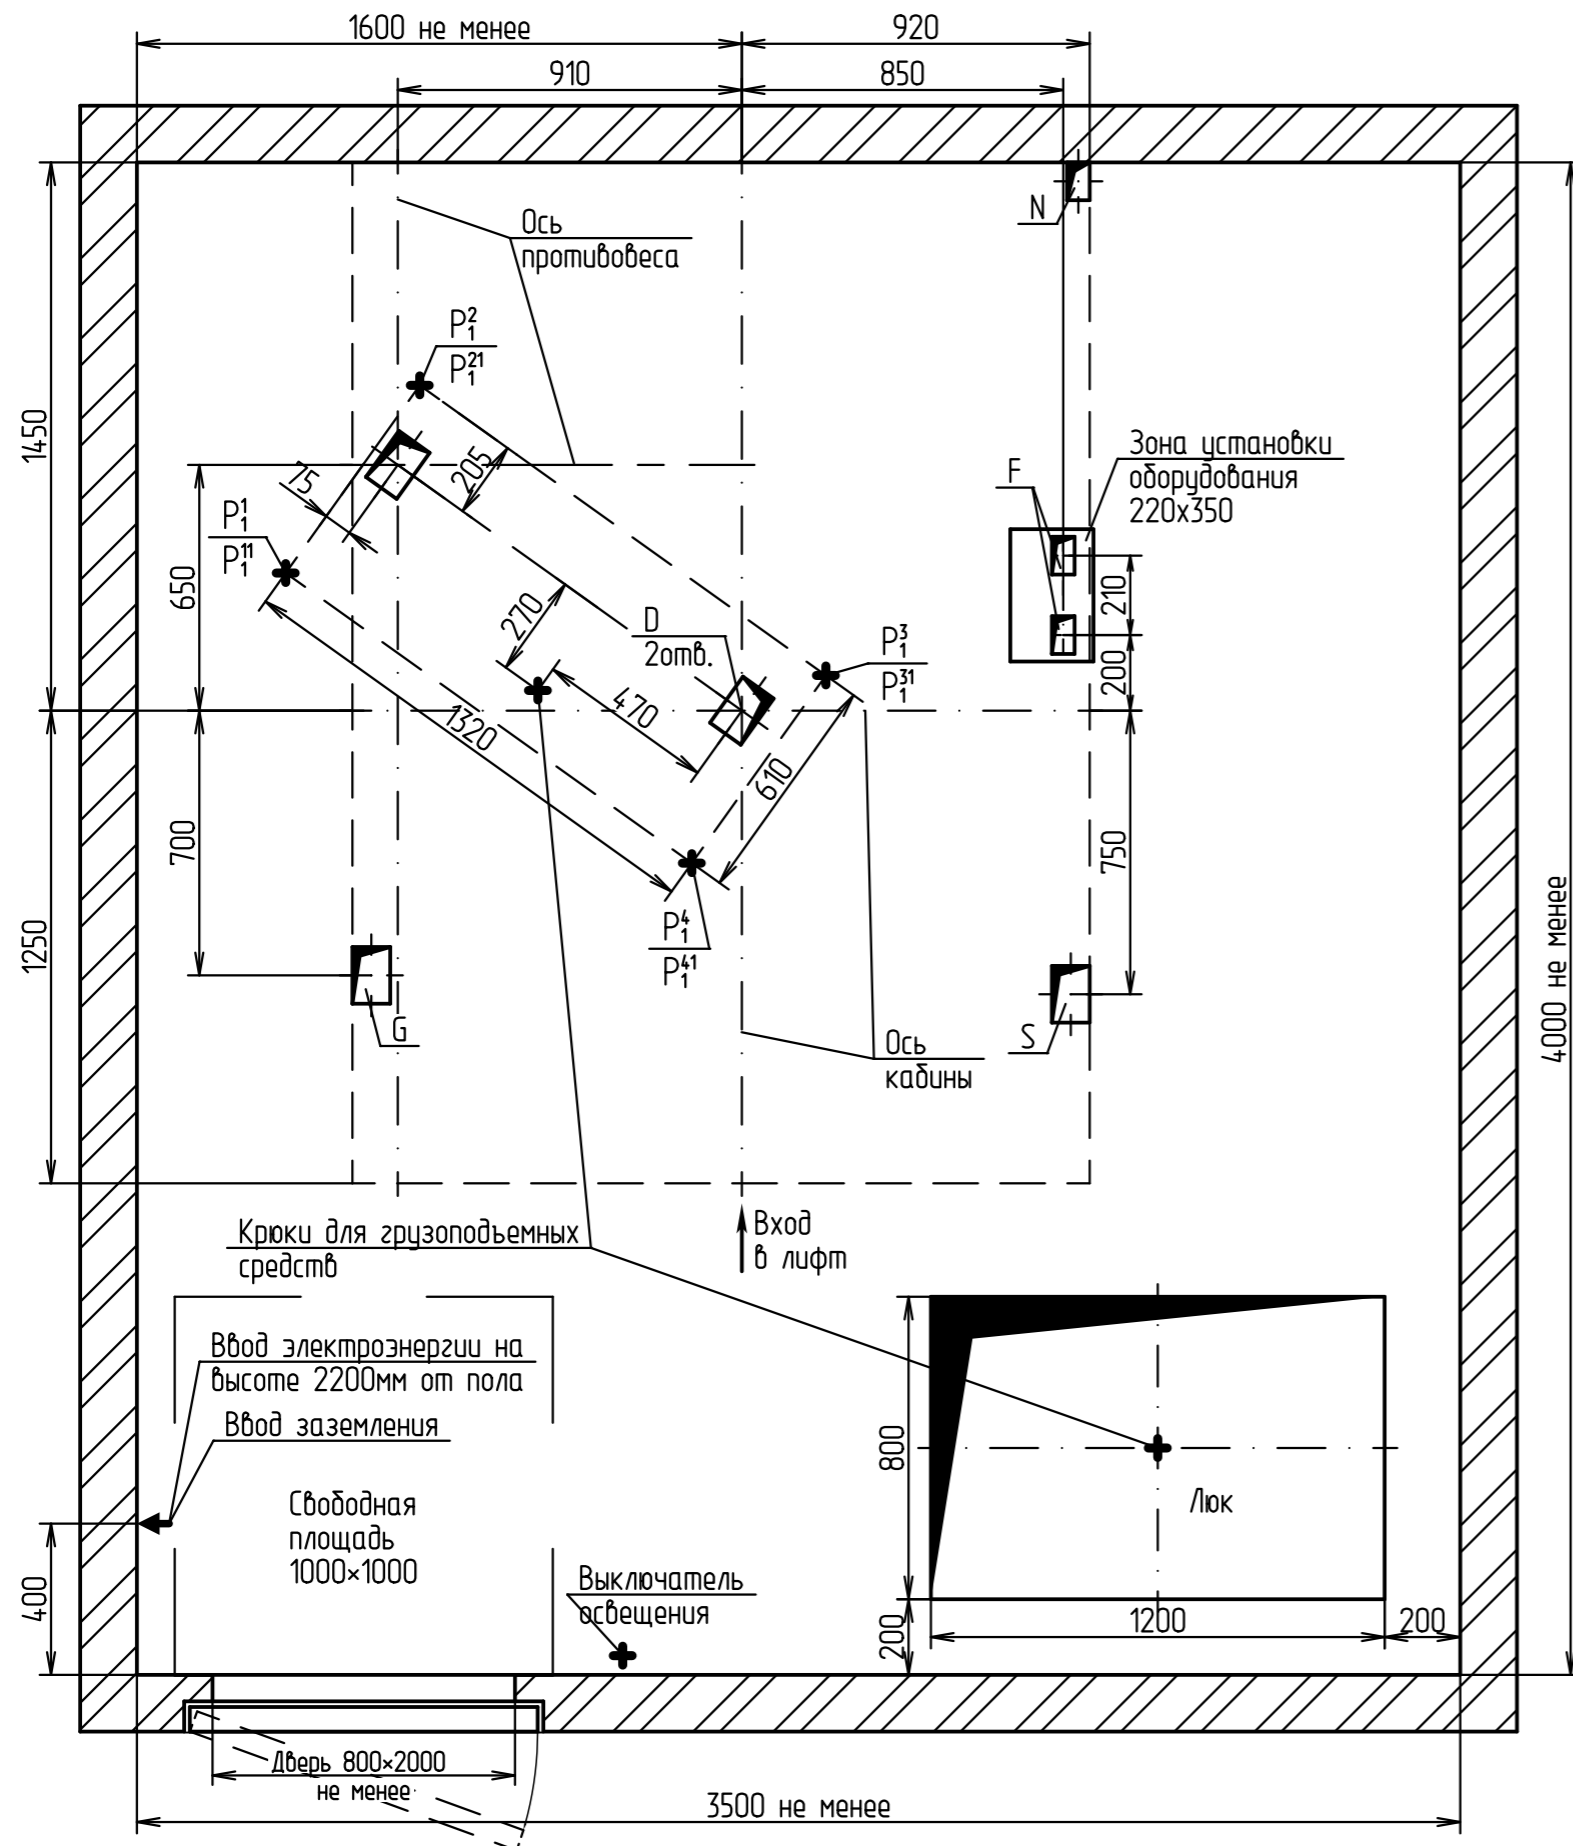 1600 не менее
920
910
850
N
Ось
противовеса
P₁²
P₁²¹
1450
75
205
Зона установки
оборудования
220х350
F
P₁¹
P₁¹¹
650
270
D
2отв.
210
P₁³
P₁³¹
200
470
1320
610
700
750
4000 не менее
P₁⁴
P₁⁴¹
1250
G
S
Ось
кабины
Крюки для грузоподъемных
средств
Вход
в лифт
Ввод электроэнергии на
высоте 2200мм от пола
Ввод заземления
800
Свободная
площадь
1000×1000
Люк
400
Выключатель
освещения
200
1200
200
Дверь 800×2000
не менее
3500 не менее